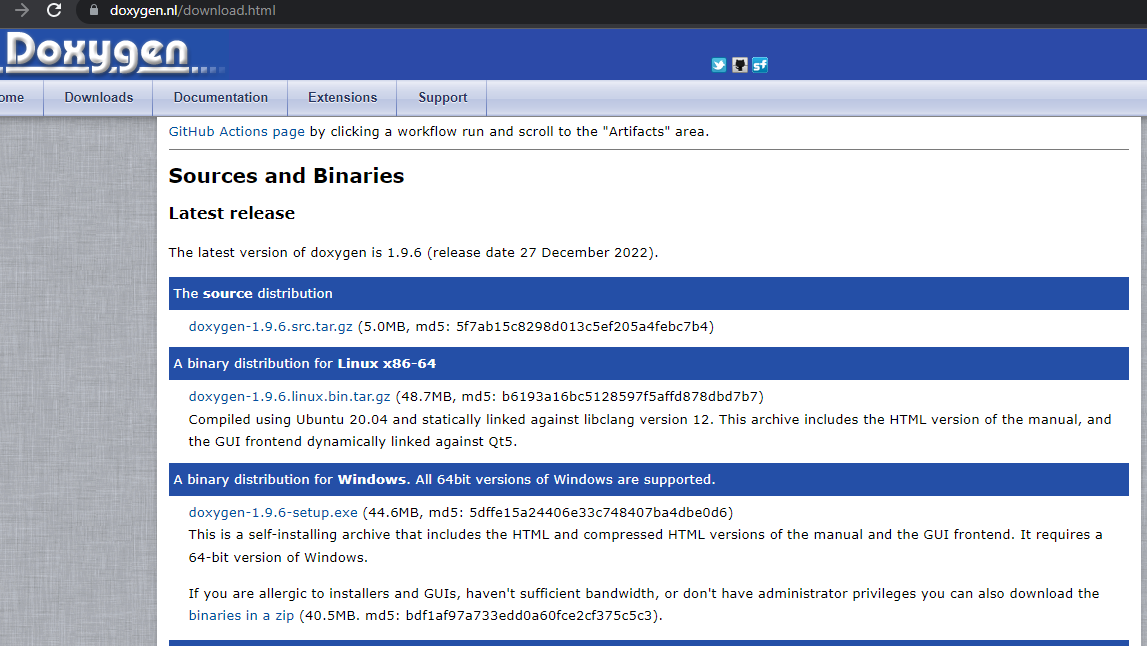 doxygen.nl/download.html
Doxygen
ome Downloads Documentation Extensions Support
GitHub Actions page by clicking a workflow run and scroll to the "Artifacts" area.
Sources and Binaries
Latest release
The latest version of doxygen is 1.9.6 (release date 27 December 2022).
The source distribution
doxygen-1.9.6.src.tar.gz (5.0MB, md5: 5f7ab15c8298d013c5ef205a4febc7b4)
A binary distribution for Linux x86-64
doxygen-1.9.6.linux.bin.tar.gz (48.7MB, md5: b6193a16bc5128597f5affd878dbd7b7)
Compiled using Ubuntu 20.04 and statically linked against libclang version 12. This archive includes the HTML version of the manual, and
the GUI frontend dynamically linked against Qt5.
A binary distribution for Windows. All 64bit versions of Windows are supported.
doxygen-1.9.6-setup.exe (44.6MB, md5: 5dffe15a24406e33c748407ba4dbe0d6)
This is a self-installing archive that includes the HTML and compressed HTML versions of the manual and the GUI frontend. It requires a
64-bit version of Windows.
If you are allergic to installers and GUIs, haven't sufficient bandwidth, or don't have administrator privileges you can also download the
binaries in a zip (40.5MB. md5: bdf1af97a733edd0a60fce2cf375c5c3).